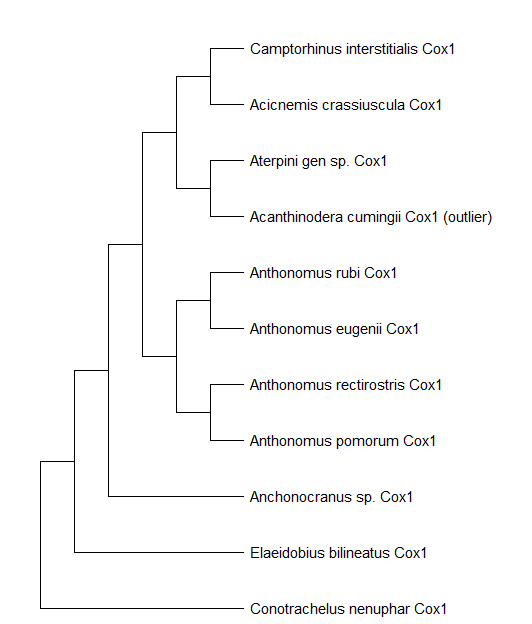 Camptorhinus interstitialis Cox1
Acicnemis crassiuscula Cox1
Aterpini gen sp. Cox1
Acanthinodera cumingii Cox1 (outlier)
Anthonomus rubi Cox1
Anthonomus eugenii Cox1
Anthonomus rectirostris Cox1
Anthonomus pomorum Cox1
Anchonocranus sp. Cox1
Elaeidobius bilineatus Cox1
Conotrachelus nenuphar Cox1